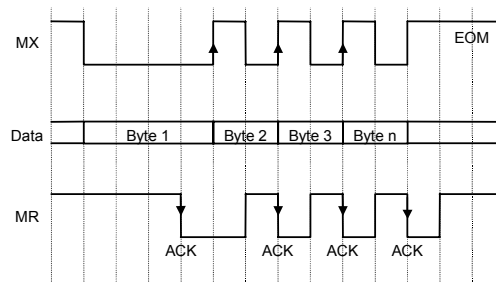 MX
EOM
Data Byte 1 Byte 2 Byte 3 Byte n
MR
ACK ACK ACK ACK